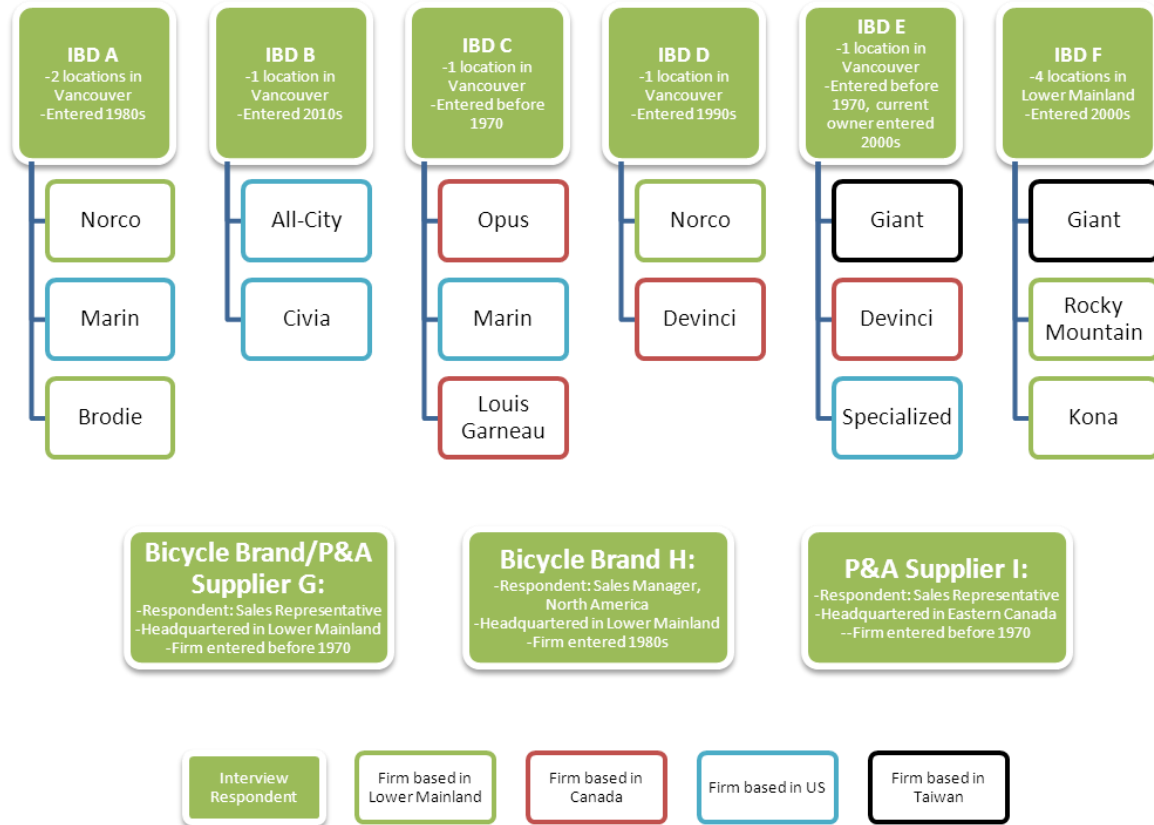 IBD A
-2 locations in
Vancouver
-Entered 1980s
IBD B
-1 location in
Vancouver
-Entered 2010s
IBD C
-1 location in
Vancouver
-Entered before
1970
IBD D
-1 location in
Vancouver
-Entered 1990s
IBD E
-1 location in
Vancouver
-Entered before
1970, current
owner entered
2000s
IBD F
-4 locations in
Lower Mainland
-Entered 2000s
Norco
Marin
Brodie
All-City
Civia
Opus
Marin
Louis
Garneau
Norco
Devinci
Giant
Devinci
Specialized
Giant
Rocky
Mountain
Kona
Bicycle Brand/P&A
Supplier G:
-Respondent: Sales Representative
-Headquartered in Lower Mainland
-Firm entered before 1970
Bicycle Brand H:
-Respondent: Sales Manager,
North America
-Headquartered in Lower Mainland
-Firm entered 1980s
P&A Supplier I:
-Respondent: Sales Representative
-Headquartered in Eastern Canada
--Firm entered before 1970
Interview
Respondent
Firm based in
Lower Mainland
Firm based in
Canada
Firm based in US
Firm based in
Taiwan